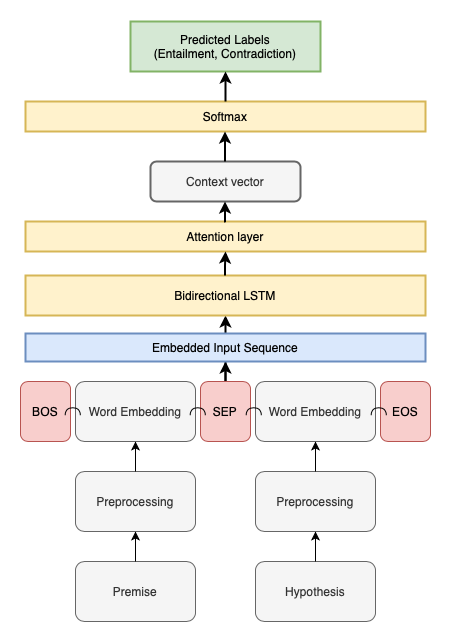 Predicted Labels
(Entailment, Contradiction)
Softmax
Context vector
Attention layer
Bidirectional LSTM
Embedded Input Sequence
BOS
Word Embedding
SEP
Word Embedding
EOS
Preprocessing
Preprocessing
Premise
Hypothesis